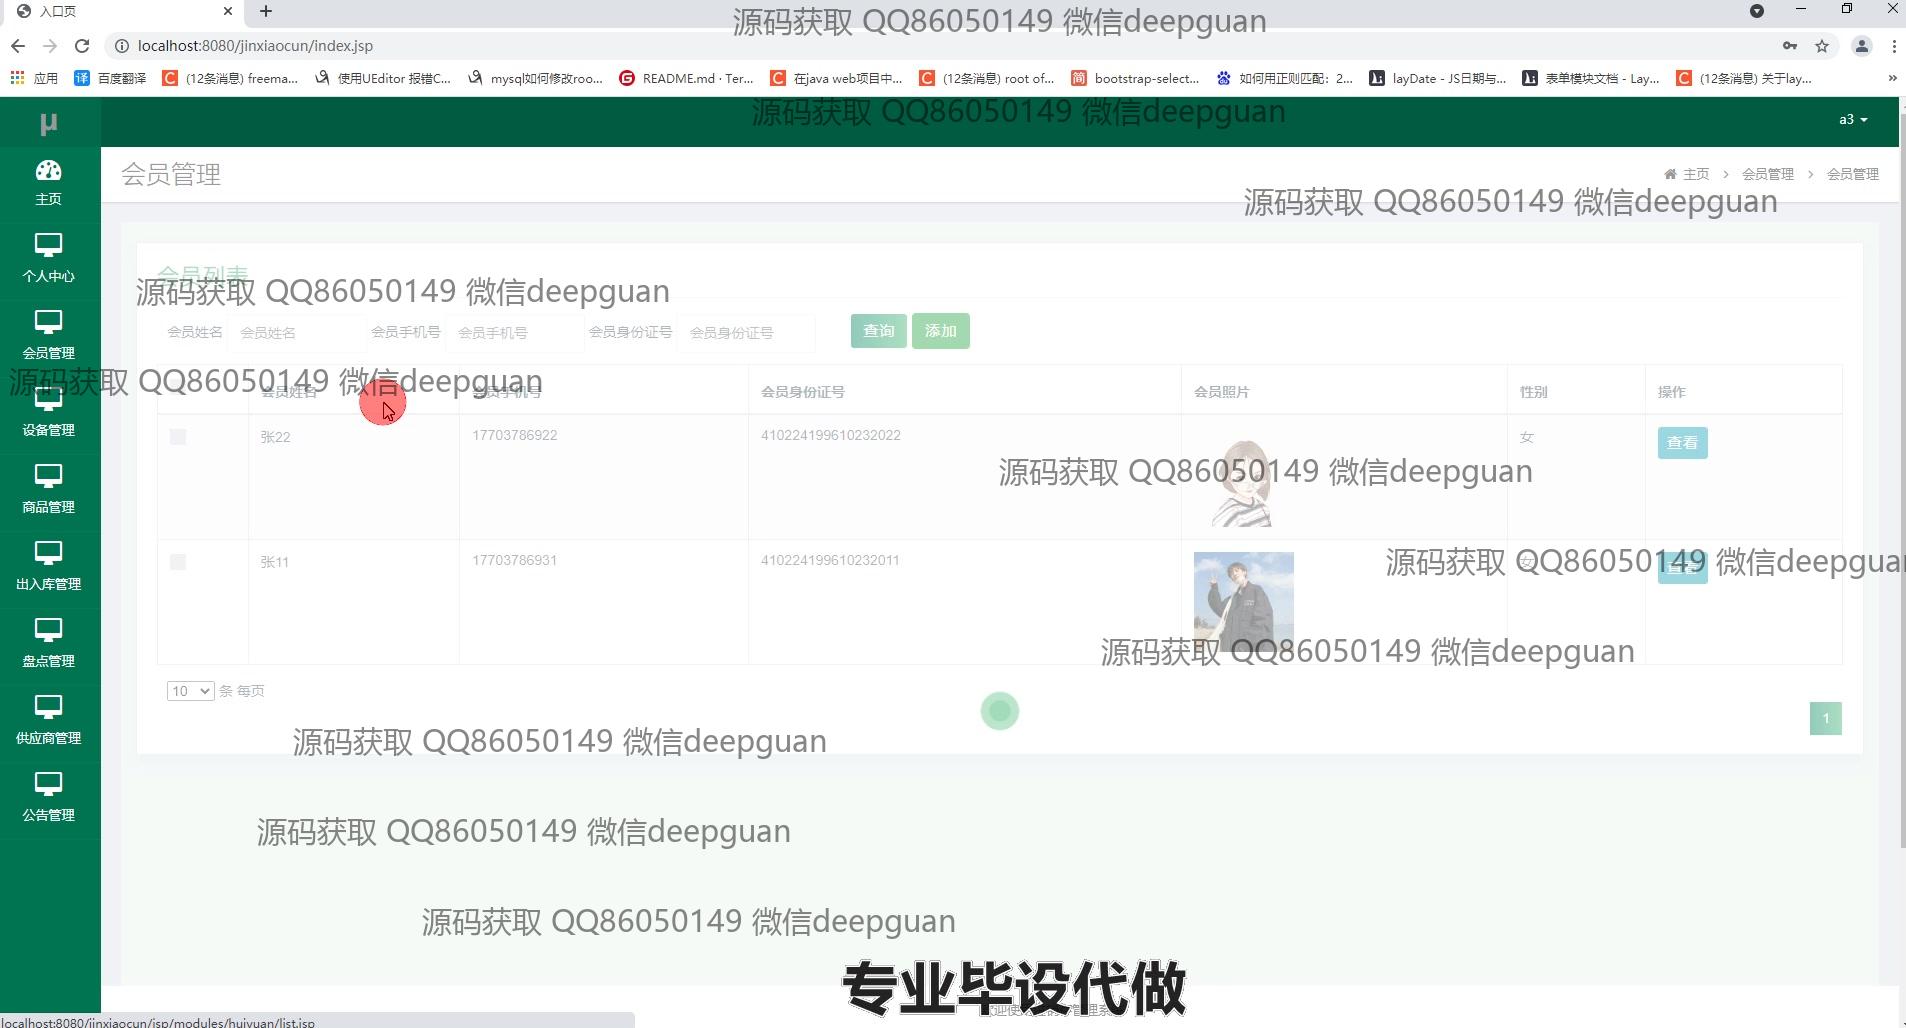 入口页
源码获取 QQ86050149 微信deepguan
localhost:8080/jinxiaocun/index.jsp
应用 百度翻译 (12条消息) freema... 使用UEditor 报错C... mysql如何修改roo... README.md · Ter... 在java web项目中... (12条消息) root of... bootstrap-select... 如何用正则匹配：2... layDate - JS日期与... 表单模块文档 - Lay... (12条消息) 关于lay...
源码获取 QQ86050149 微信deepguan
μ
a3
主页
会员管理
主页 > 会员管理 > 会员管理
源码获取 QQ86050149 微信deepguan
个人中心
会员列表
源码获取 QQ86050149 微信deepguan
会员姓名 会员姓名 会员手机号 会员手机号 会员身份证号 会员身份证号 查询 添加
会员管理
源码获取 QQ86050149 微信deepguan
会员姓名 会员手机号 会员身份证号 会员照片 性别 操作
设备管理
张22 17703786922 410224199610232022 女 查看
源码获取 QQ86050149 微信deepguan
商品管理
张11 17703786931 410224199610232011 女 查看
源码获取 QQ86050149 微信deepguan
出入库管理
源码获取 QQ86050149 微信deepguan
盘点管理
10 条 每页
1
供应商管理
源码获取 QQ86050149 微信deepguan
公告管理
源码获取 QQ86050149 微信deepguan
源码获取 QQ86050149 微信deepguan
专业毕设代做
localhost:8080/jinxiaocun/jsp/modules/huiyuan/list.jsp